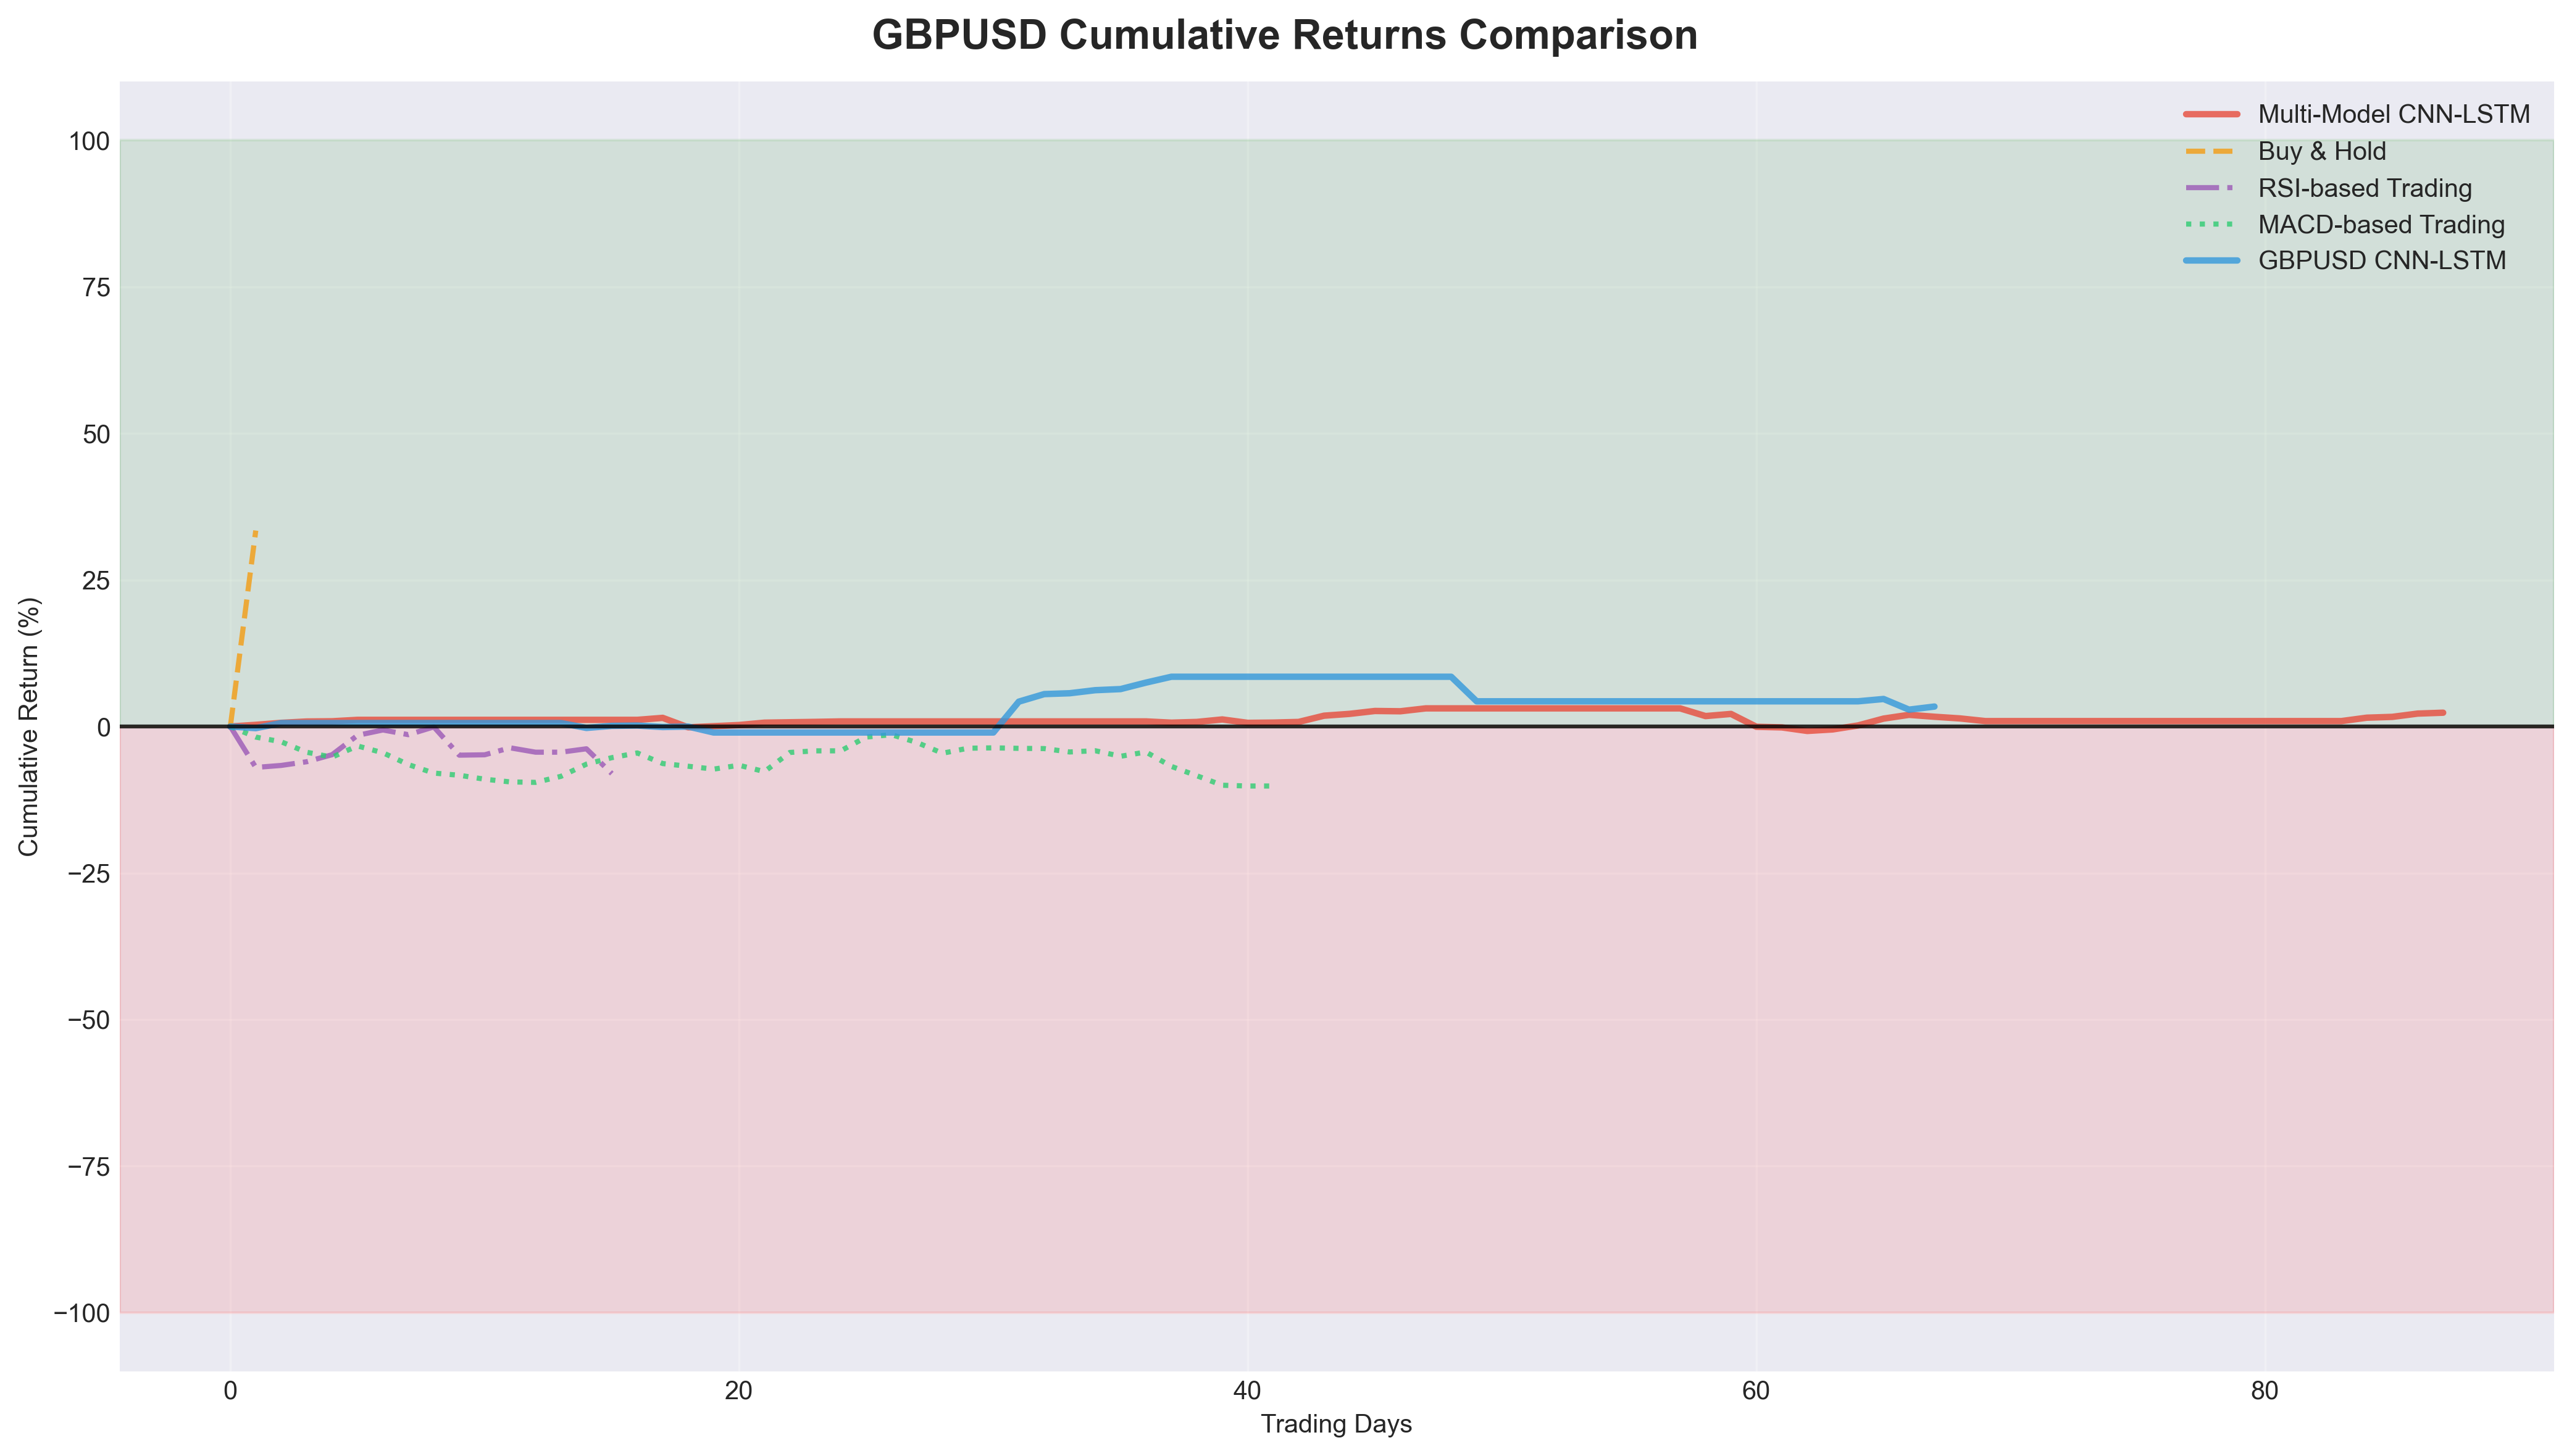 GBPUSD Cumulative Returns Comparison
Multi-Model CNN-LSTM
Buy & Hold
RSI-based Trading
MACD-based Trading
GBPUSD CNN-LSTM
Cumulative Return (%)
100
75
50
25
0
−25
−50
−75
−100
0 20 40 60 80
Trading Days